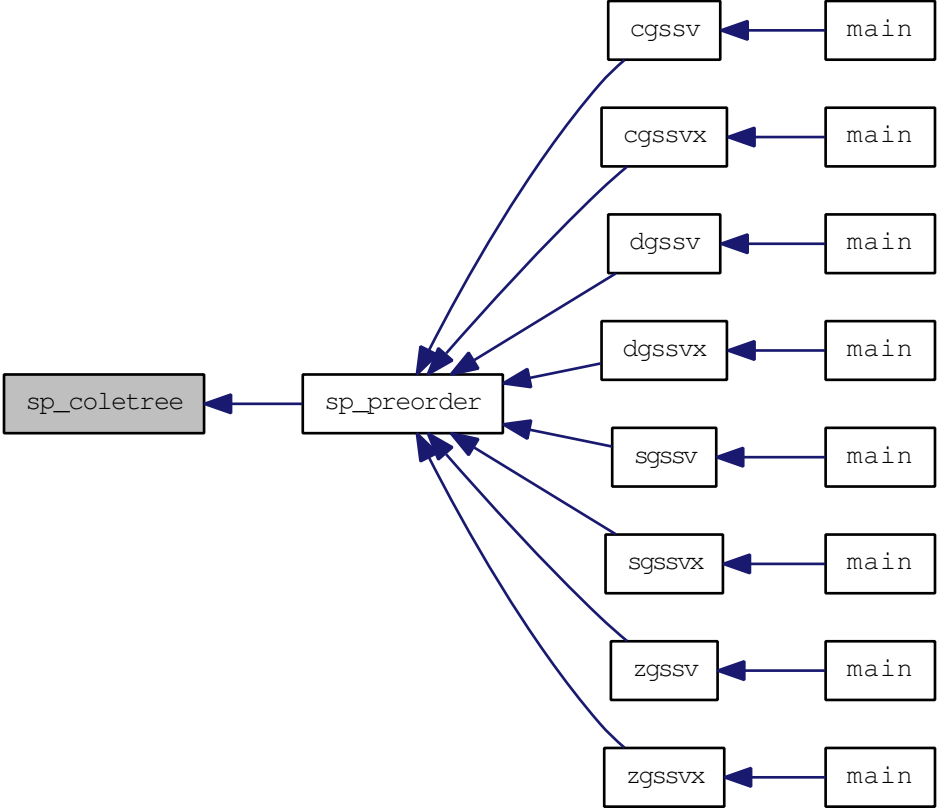 cgssv
main
cgssvx
main
dgssv
main
dgssvx
main
sp_coletree
sp_preorder
sgssv
main
sgssvx
main
zgssv
main
zgssvx
main